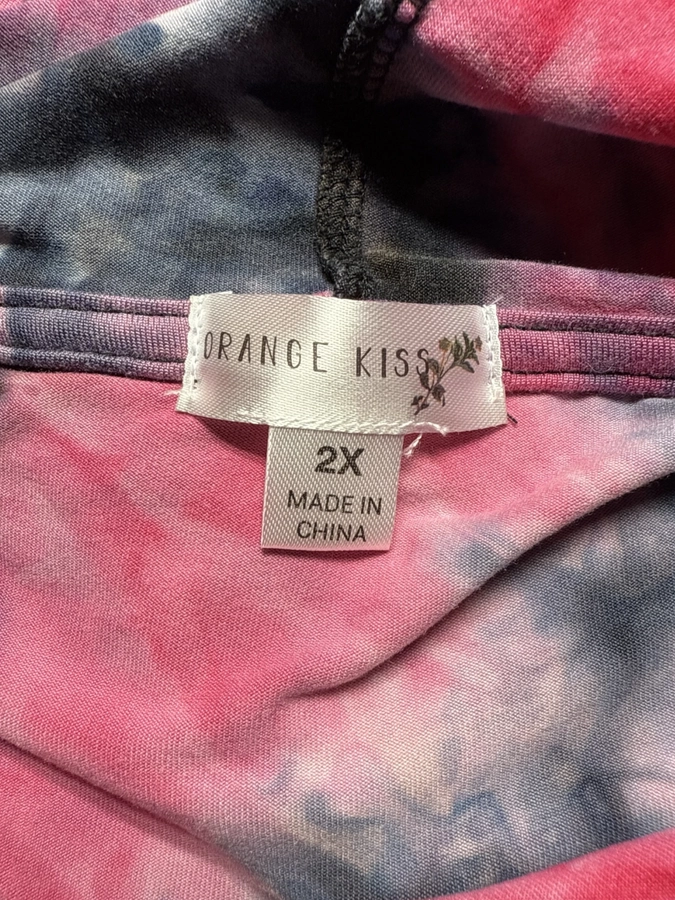 ORANGE KISS
2X
MADE IN
CHINA